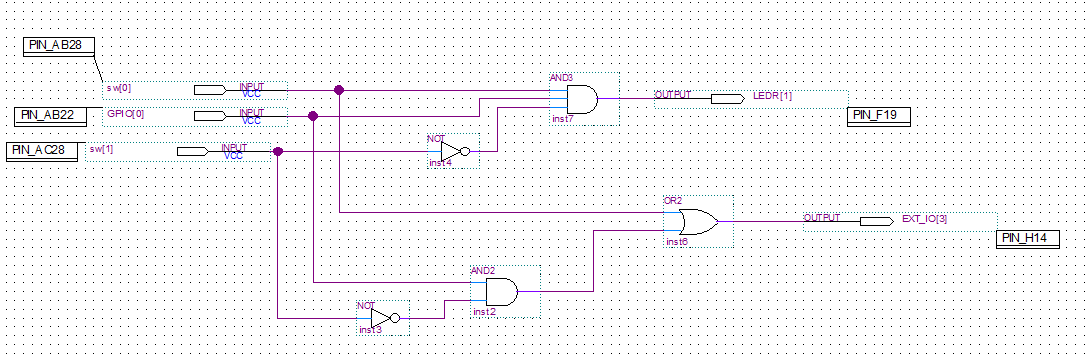 PIN_AB28
AND3
sw[0]
INPUT
VCC
OUTPUT
LEDR[1]
PIN_AB22
GPIO[0]
INPUT
VCC
inst7
PIN_F19
PIN_AC28
sw[1]
INPUT
VCC
NOT
inst4
OR2
OUTPUT
EXT_IO[3]
inst6
PIN_H14
AND2
NOT
inst2
inst3